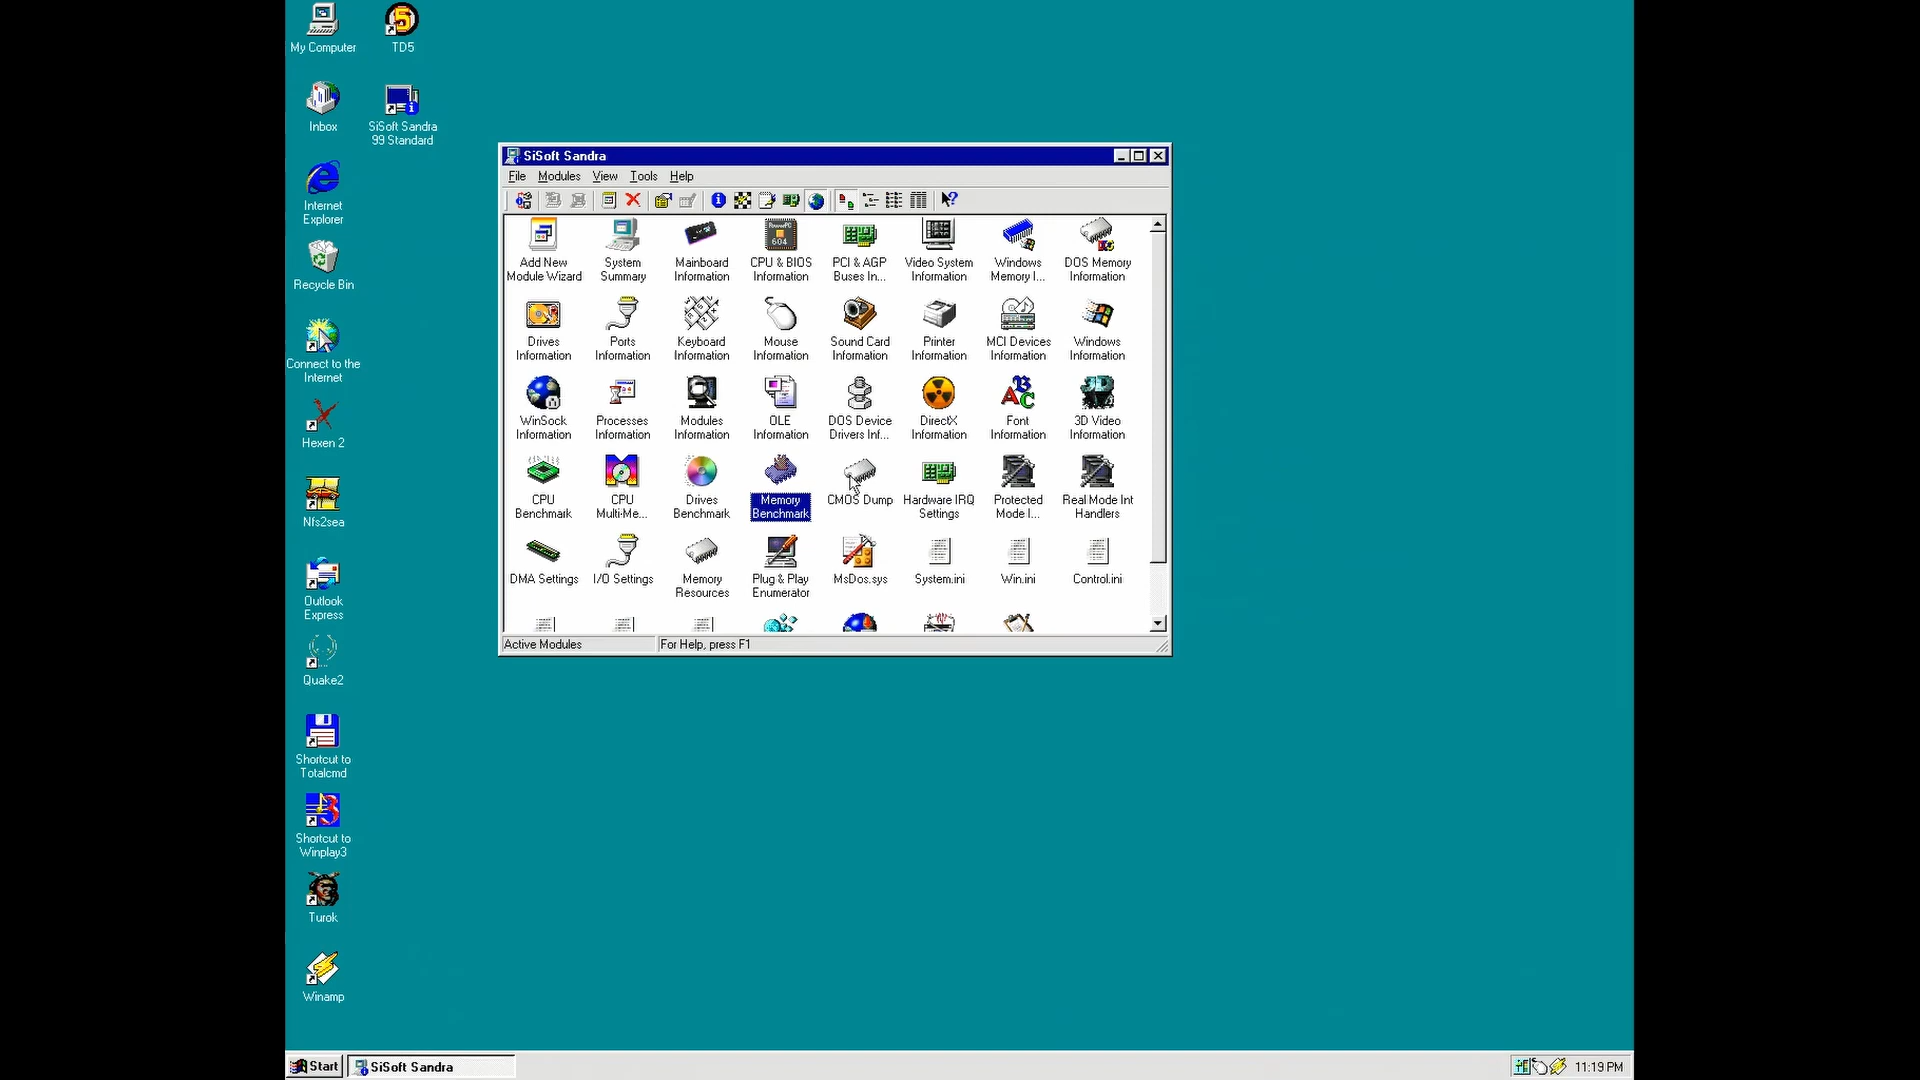 My Computer
TD5
Inbox
SiSoft Sandra
99 Standard
Internet
Explorer
Recycle Bin
Connect to the
Internet
Hexen 2
Nfs2sea
Outlook
Express
Quake2
Shortcut to
Totalcmd
Shortcut to
Winplay3
Turok
Winamp
SiSoft Sandra
File Modules View Tools Help
PowerPC
604
Add New
Module Wizard
System
Summary
Mainboard
Information
CPU & BIOS
Information
PCI & AGP
Buses In...
Video System
Information
Windows
Memory I...
DOS Memory
Information
Drives
Information
Ports
Information
Keyboard
Information
Mouse
Information
Sound Card
Information
Printer
Information
MCI Devices
Information
Windows
Information
WinSock
Information
Processes
Information
Modules
Information
OLE
Information
DOS Device
Drivers Inf...
DirectX
Information
Font
Information
3D Video
Information
CPU
Benchmark
CPU
Multi-Me...
Drives
Benchmark
Memory
Benchmark
CMOS Dump
Hardware IRQ
Settings
Protected
Mode I...
Real Mode Int
Handlers
DMA Settings
I/O Settings
Memory
Resources
Plug & Play
Enumerator
MsDos.sys
System.ini
Win.ini
Control.ini
Active Modules
For Help, press F1
Start
SiSoft Sandra
11:19 PM